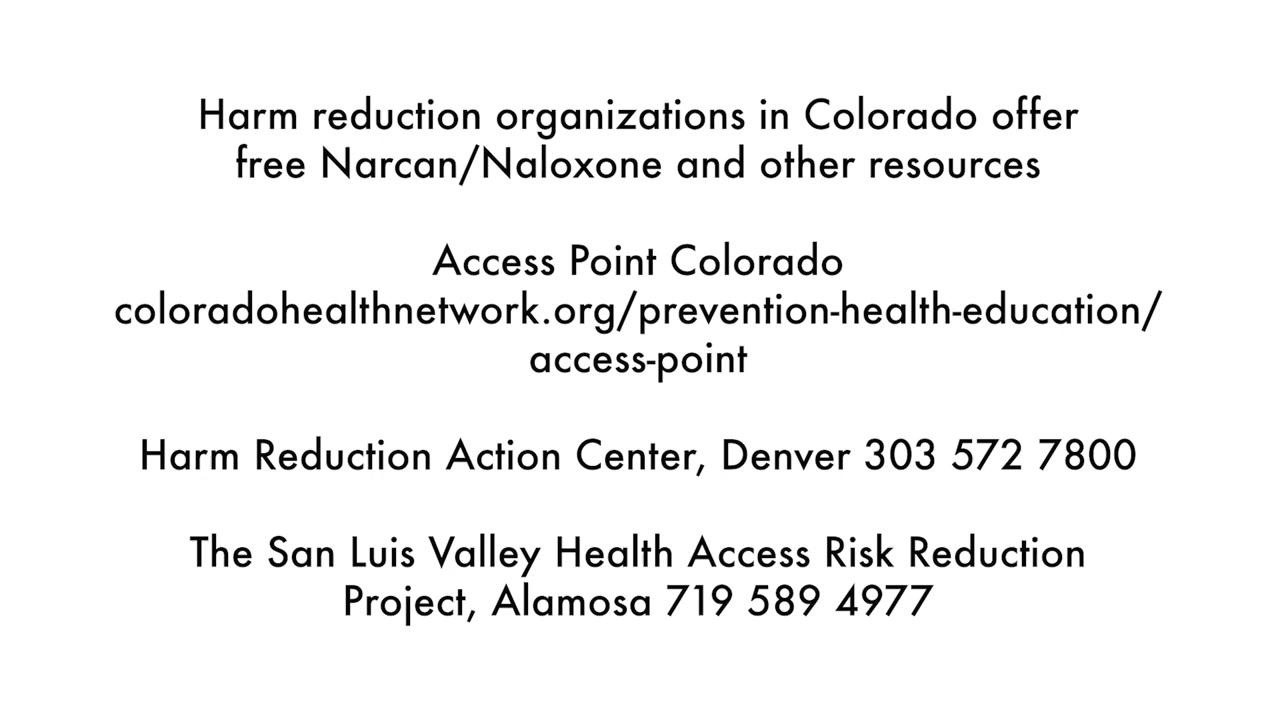 Harm reduction organizations in Colorado offer
free Narcan/Naloxone and other resources
Access Point Colorado
coloradohealthnetwork.org/prevention-health-education/
access-point
Harm Reduction Action Center, Denver 303 572 7800
The San Luis Valley Health Access Risk Reduction
Project, Alamosa 719 589 4977